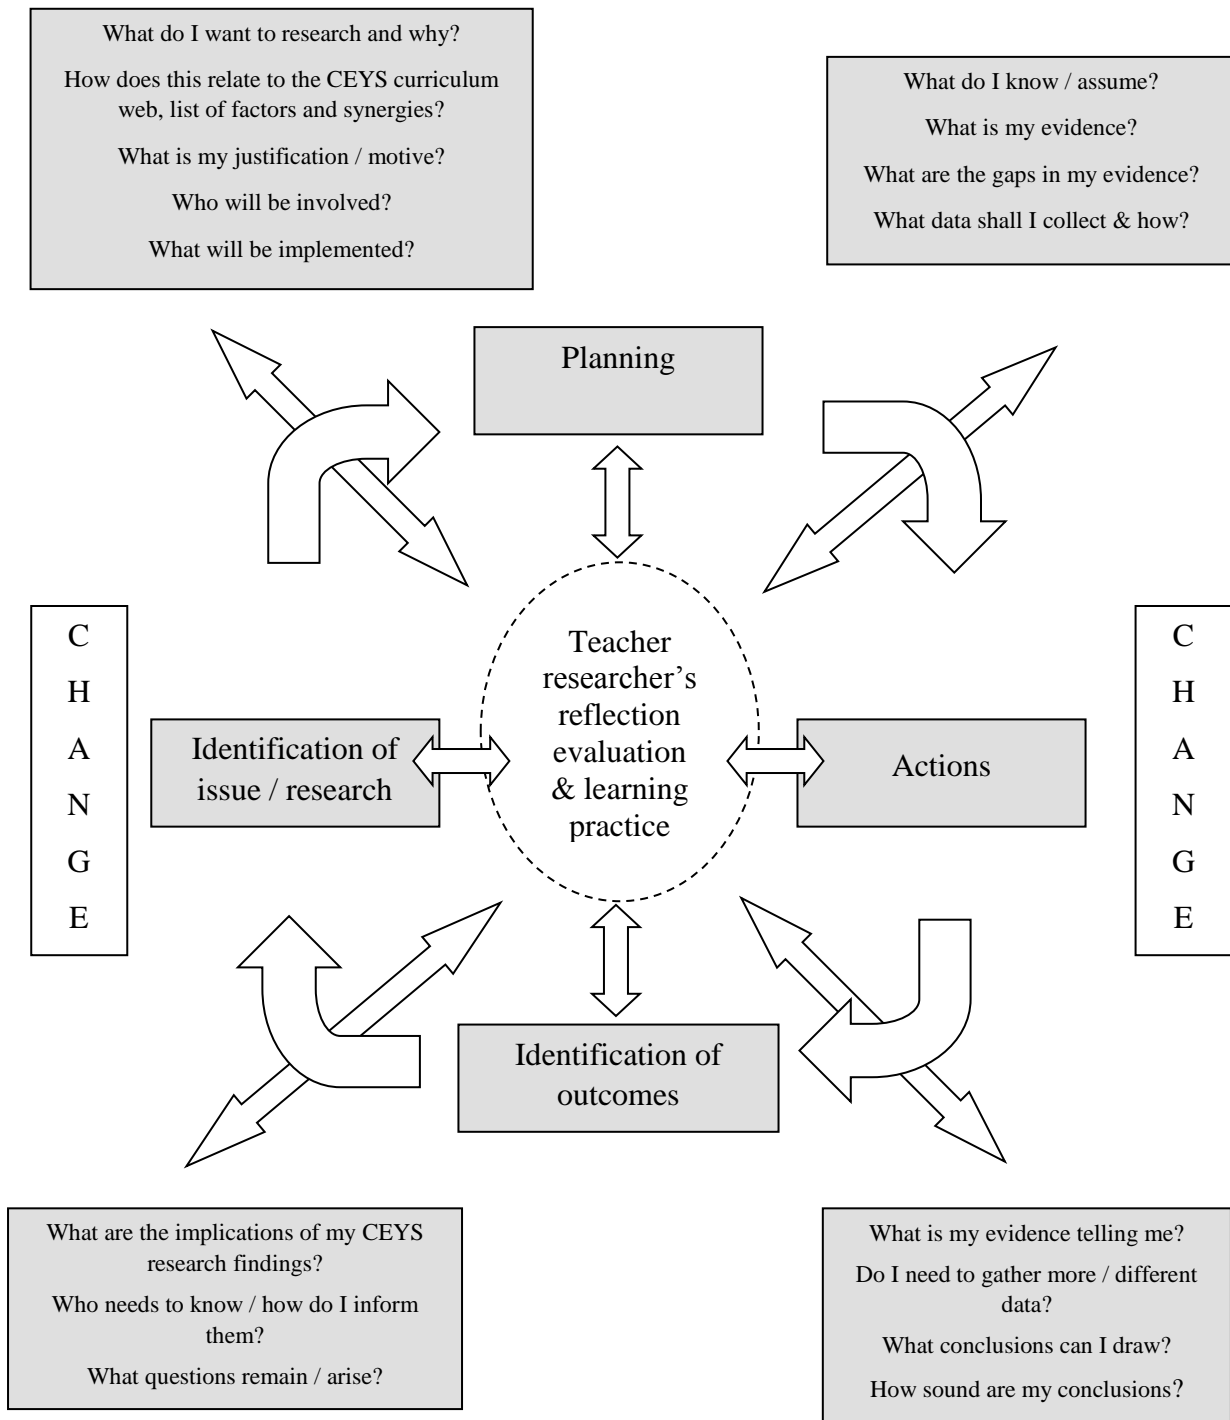 What do I want to research and why?
How does this relate to the CEYS curriculum
web, list of factors and synergies?
What is my justification / motive?
Who will be involved?
What will be implemented?
What do I know / assume?
What is my evidence?
What are the gaps in my evidence?
What data shall I collect & how?
Planning
C
H
A
N
G
E
Identification of
issue / research
Teacher
researcher’s
reflection
evaluation
& learning
practice
Actions
C
H
A
N
G
E
Identification of
outcomes
What are the implications of my CEYS
research findings?
Who needs to know / how do I inform
them?
What questions remain / arise?
What is my evidence telling me?
Do I need to gather more / different
data?
What conclusions can I draw?
How sound are my conclusions?